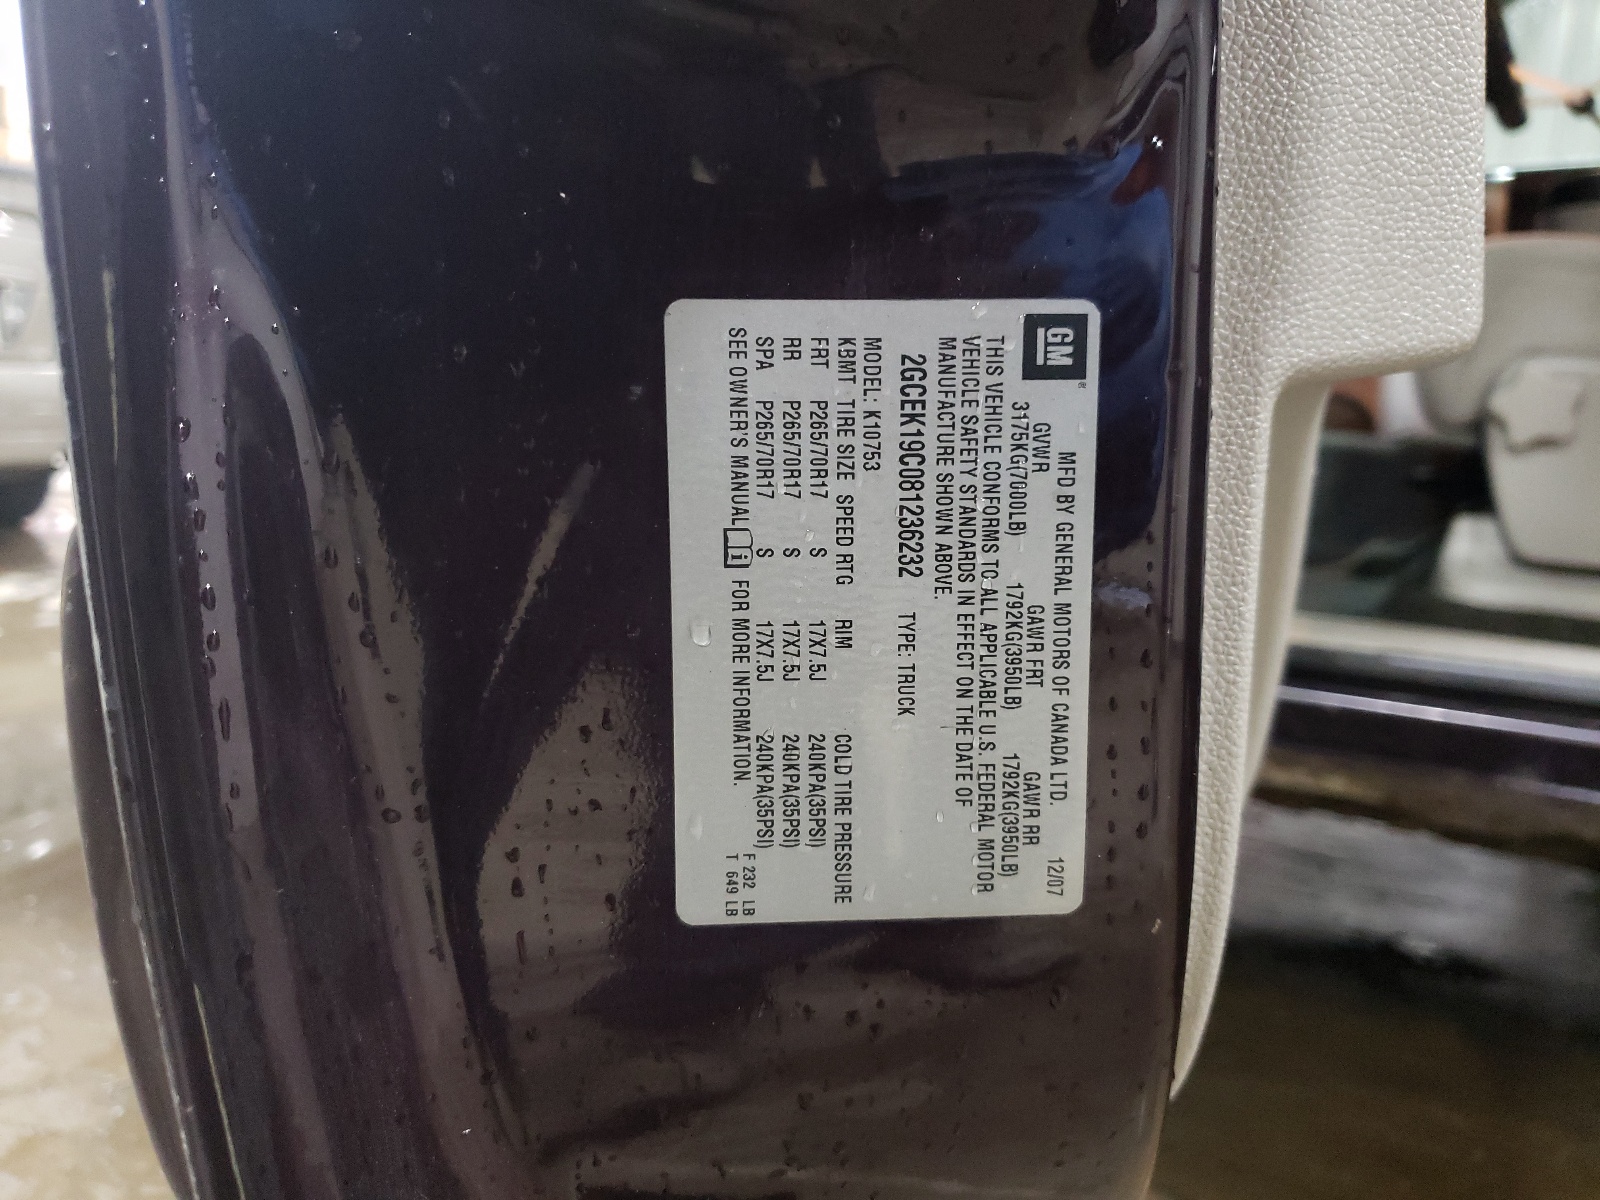 GM
MFD BY GENERAL MOTORS OF CANADA LTD. 12/07
GVWR GAWR FRT GAWR RR
3175KG(7000LB) 1792KG(3950LB) 1792KG(3950LB)
THIS VEHICLE CONFORMS TO ALL APPLICABLE U.S. FEDERAL MOTOR
VEHICLE SAFETY STANDARDS IN EFFECT ON THE DATE OF
MANUFACTURE SHOWN ABOVE.
2GCEK19C081236232 TYPE: TRUCK
MODEL: K10753
KBMT TIRE SIZE SPEED RTG RIM COLD TIRE PRESSURE
FRT P265/70R17 S 17X7.5J 240KPA(35PSI)
RR P265/70R17 S 17X7.5J 240KPA(35PSI)
SPA P265/70R17 S 17X7.5J 240KPA(35PSI)
SEE OWNER'S MANUAL i FOR MORE INFORMATION.
F 232 LB
T 649 LB